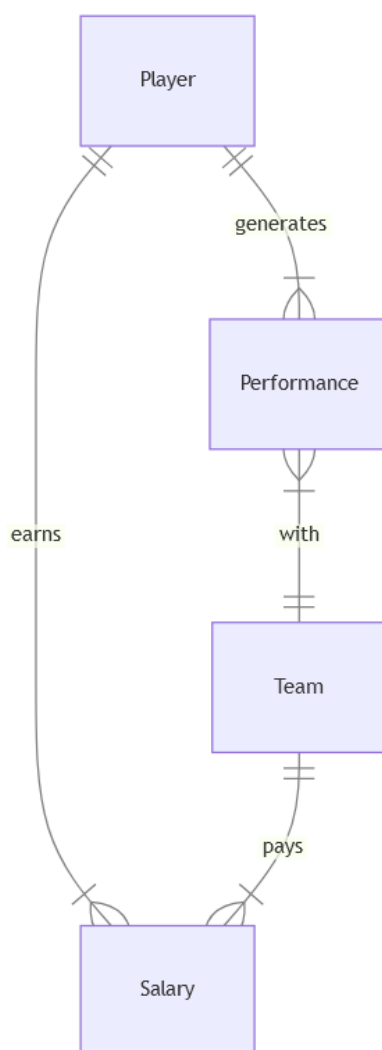 Player
generates
Performance
earns
with
Team
pays
Salary